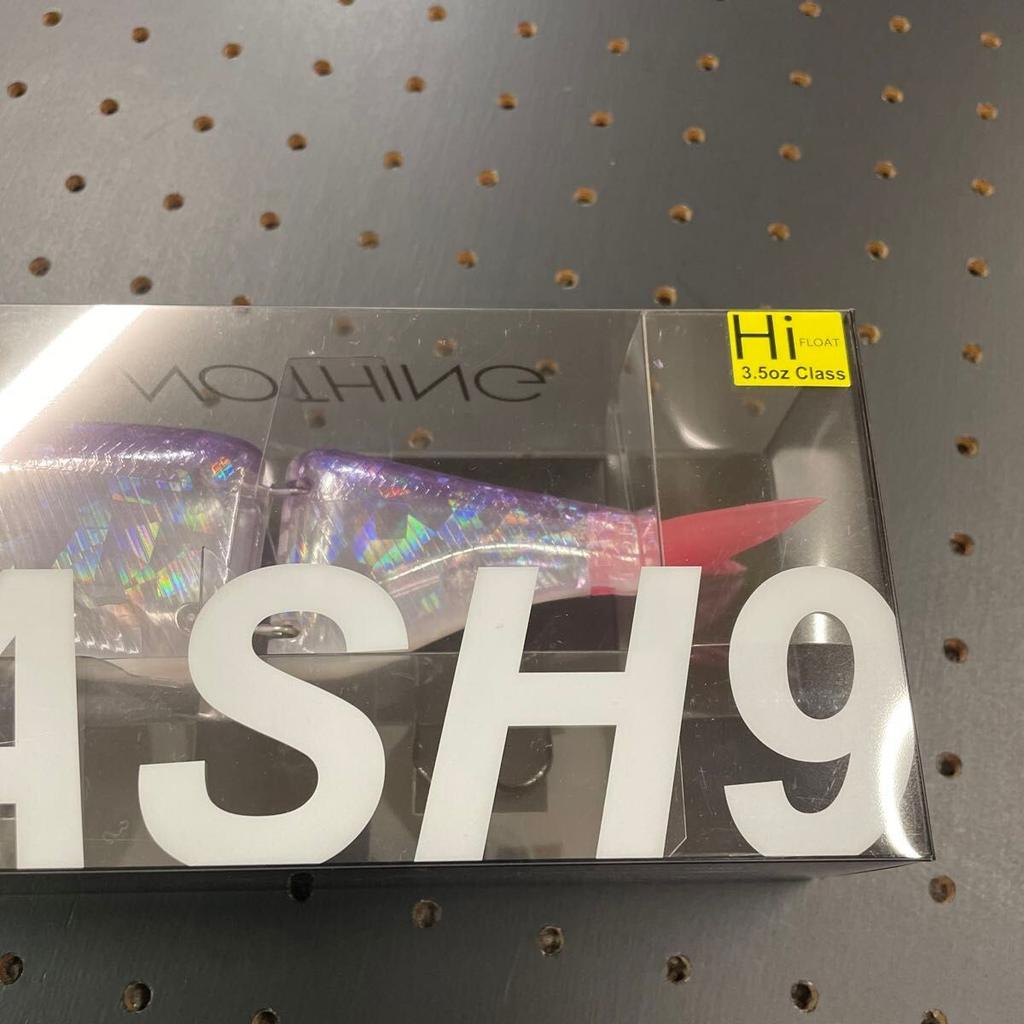 Hi FLOAT
3.5oz Class
NOTHING
ASH9